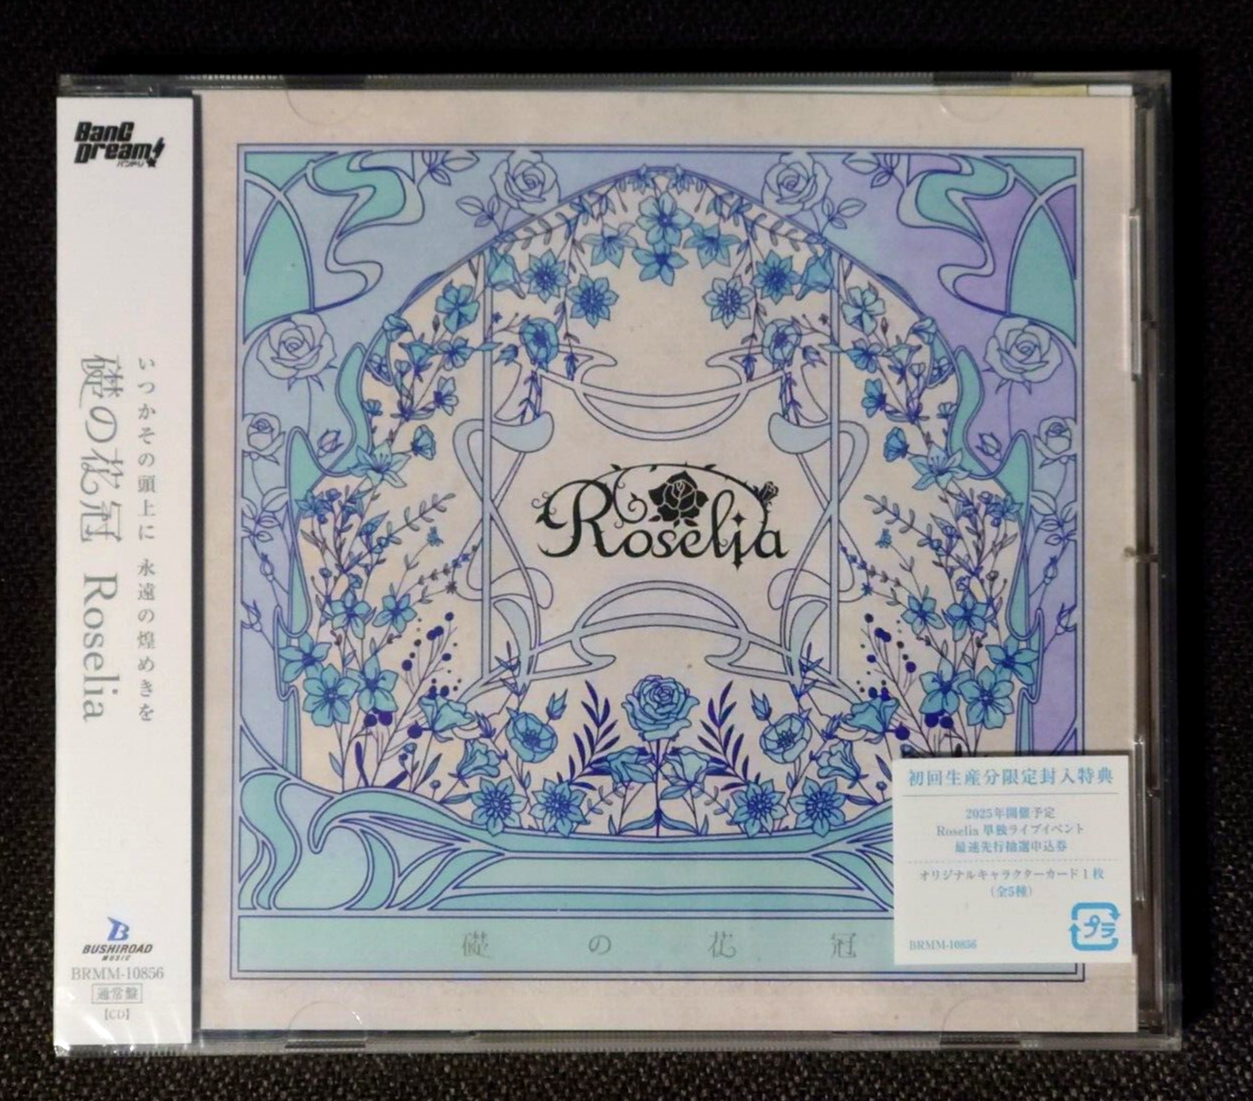 BanG
Dream!
バンドリ!
いつかその頭上に 永遠の煌めきを
礎の花冠 Roselia
BUSHIROAD
MUSIC
BRMM-10856
通常盤
【CD】
Roselia
礎の花冠
初回生産分限定封入特典
2025年開催予定
Roselia 単独ライブイベント
最速先行抽選申込券
オリジナルキャラクターカード1枚
(全5種)
BRMM-10856
プラ